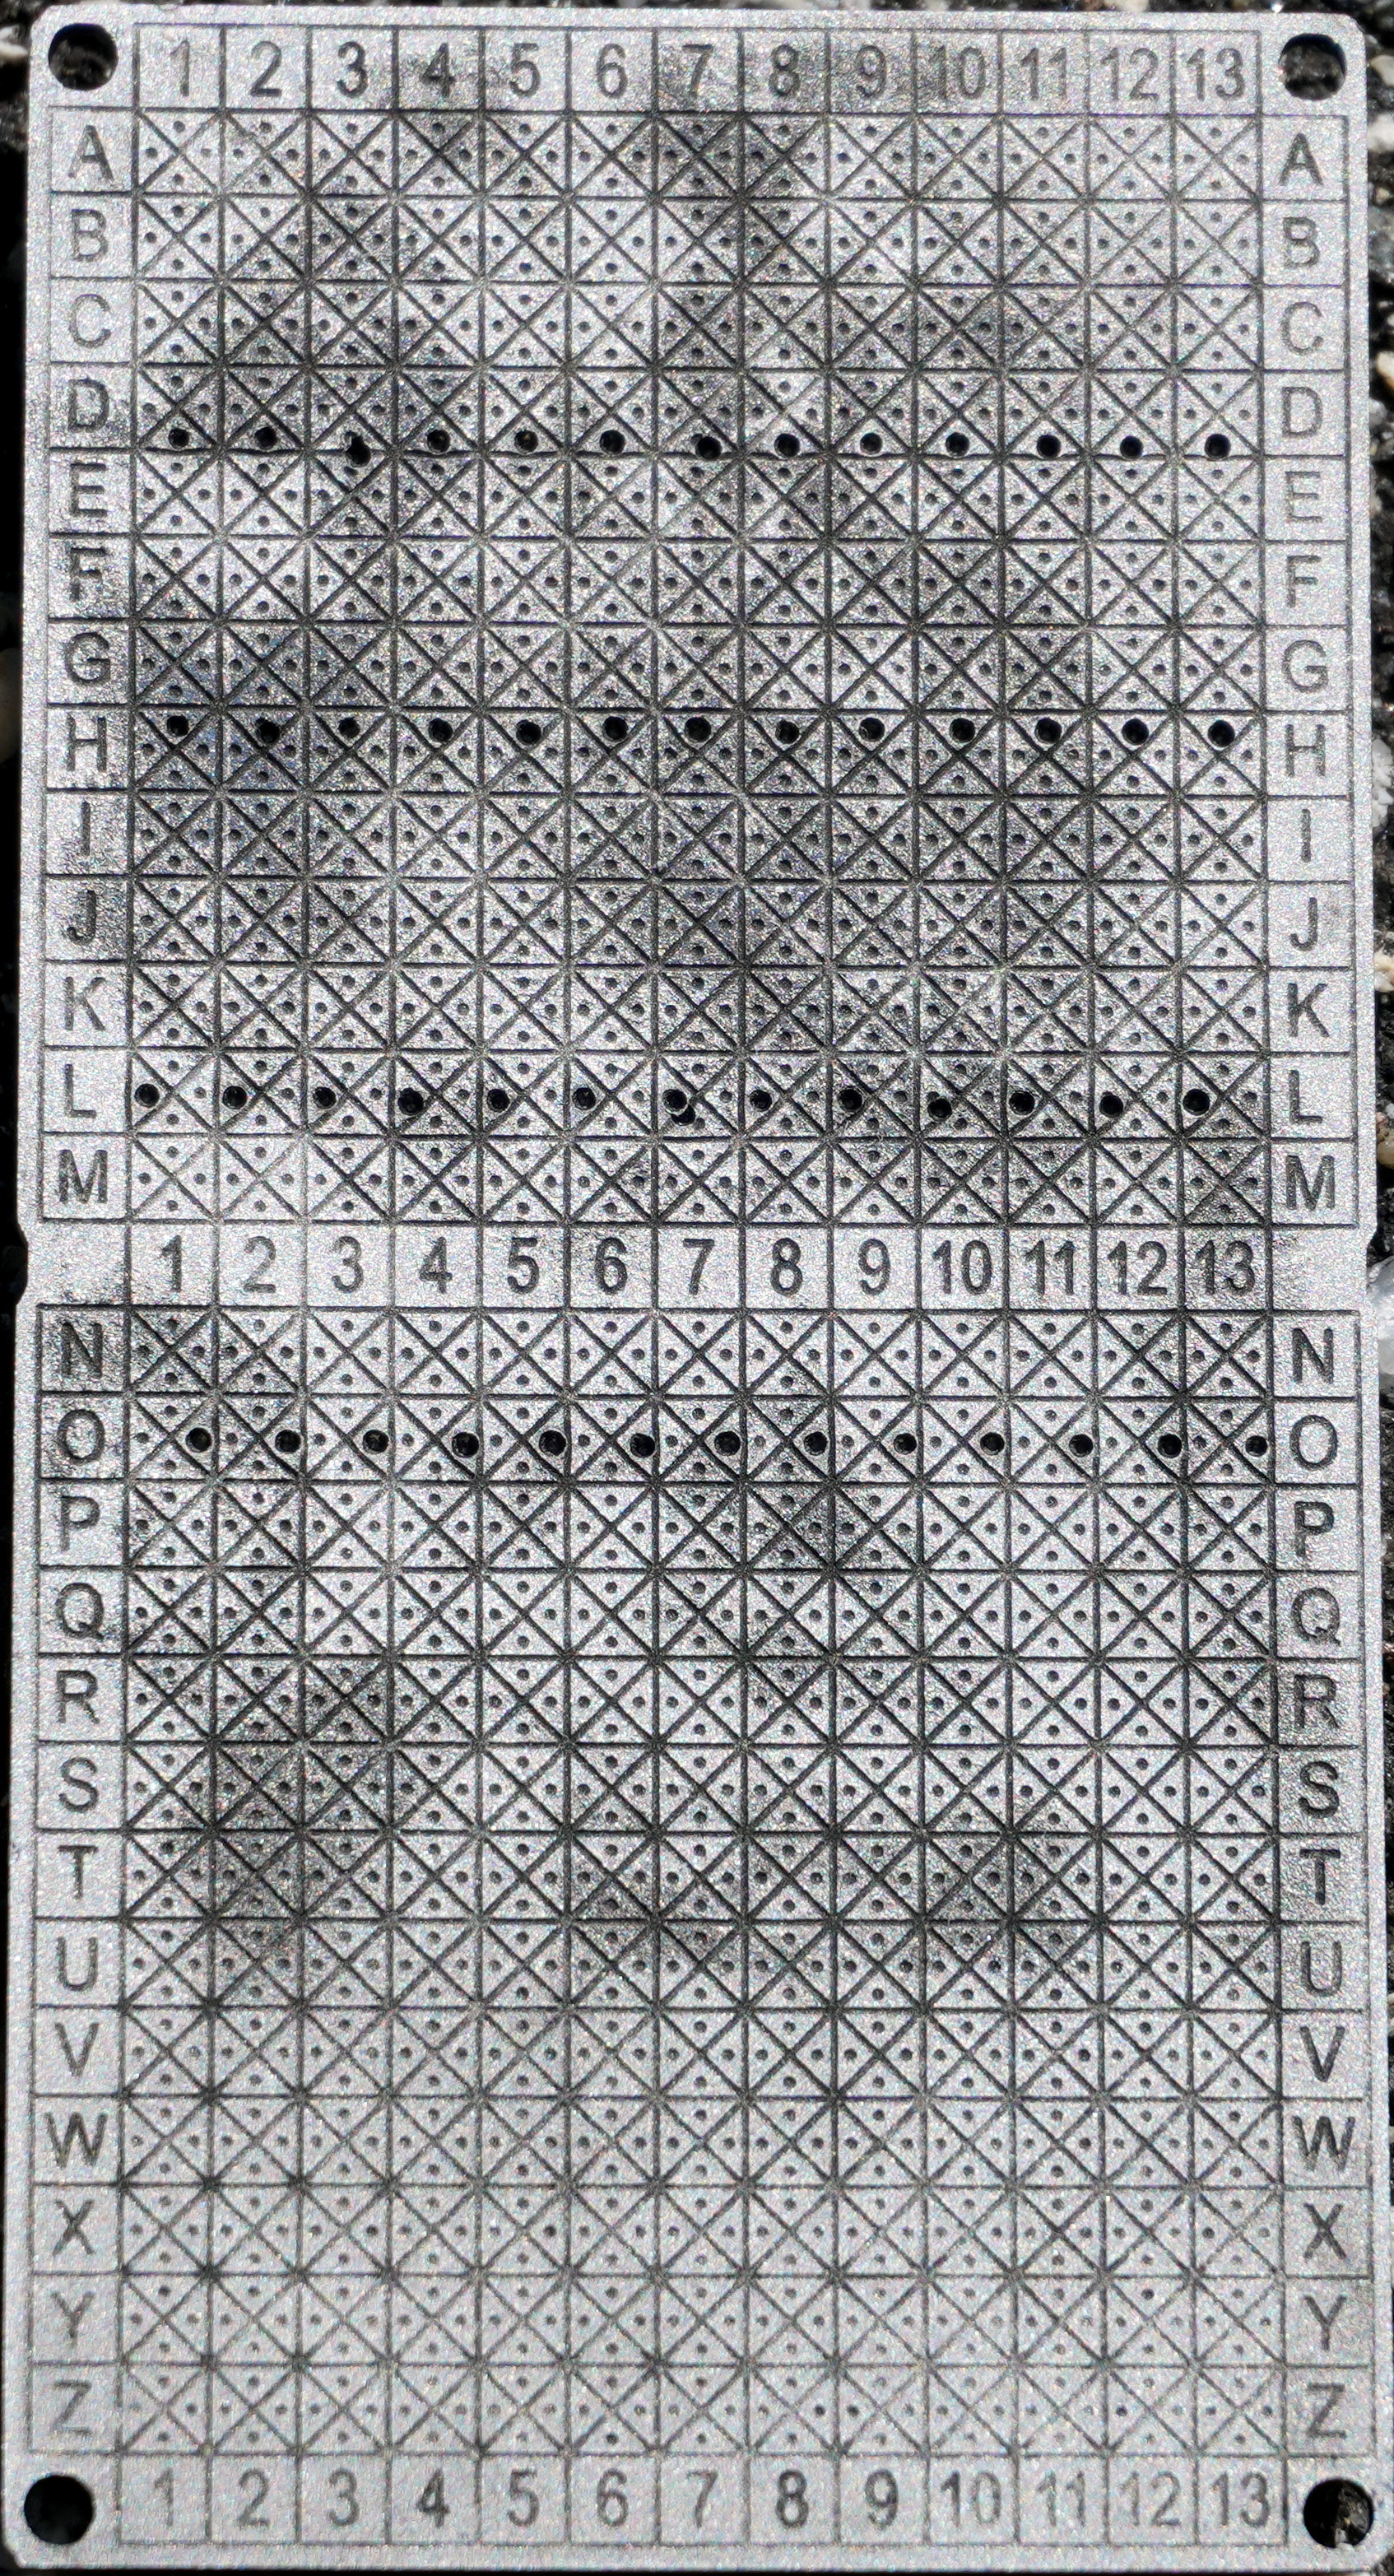 1 2 3 4 5 6 7 8 9 10 11 12 13
A A
B B
C C
D D
E E
F F
G G
H H
I I
J J
K K
L L
M M
1 2 3 4 5 6 7 8 9 10 11 12 13
N N
O O
P P
Q Q
R R
S S
T T
U U
V V
W W
X X
Y Y
Z Z
1 2 3 4 5 6 7 8 9 10 11 12 13